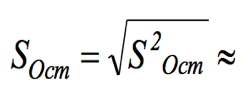 S_Ост = √S²_Ост ≈